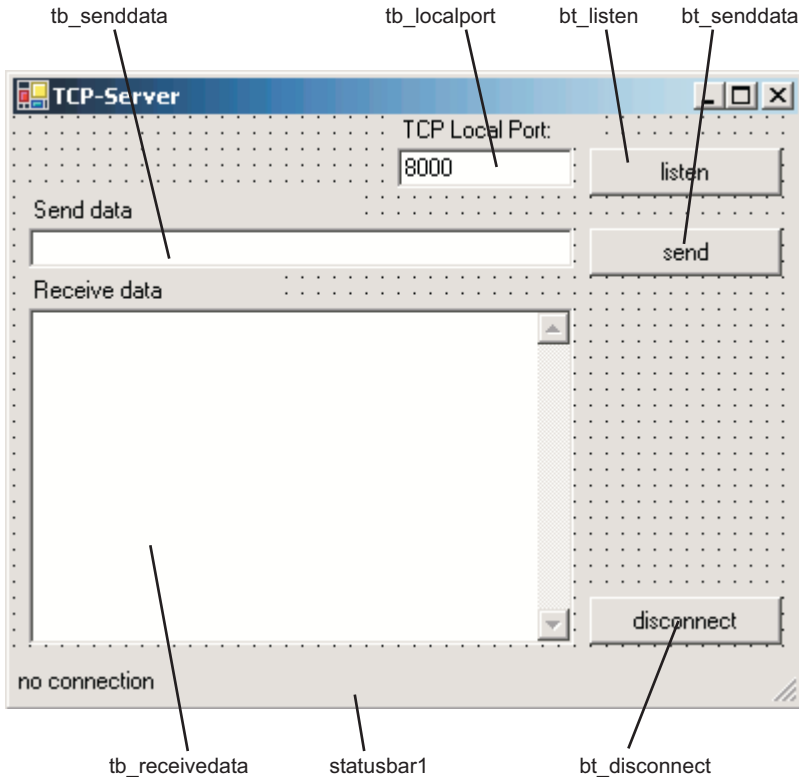 tb_senddata tb_localport bt_listen bt_senddata
TCP-Server
TCP Local Port:
8000 listen
Send data
send
Receive data
disconnect
no connection
tb_receivedata statusbar1 bt_disconnect